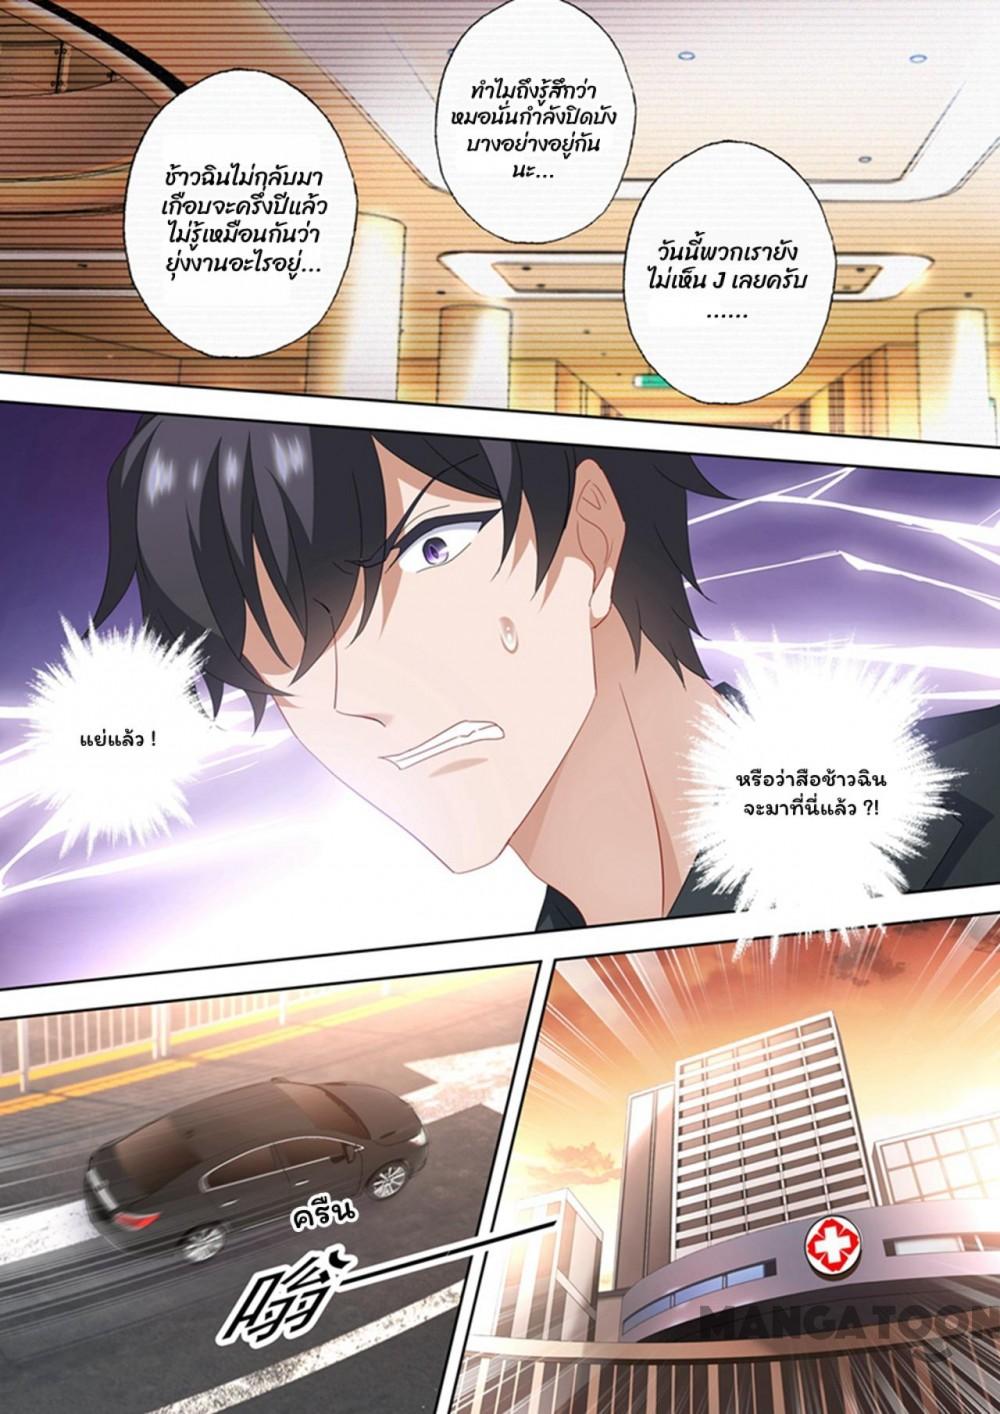 ทำไมถึงรู้สึกว่า
หมอนั่นกำลังปิดบัง
บางอย่างอยู่กัน
นะ...
ช้าวฉินไม่กลับมา
เกือบจะครึ่งปีแล้ว
ไม่รู้เหมือนกันว่า
ยุ่งงานอะไรอยู่...
วันนี้พวกเรายัง
ไม่เห็น J เลยครับ
......
แย่แล้ว !
หรือว่าสือช้าวฉิน
จะมาที่นี่แล้ว ?!
ครืน
嗡
MANGATOON